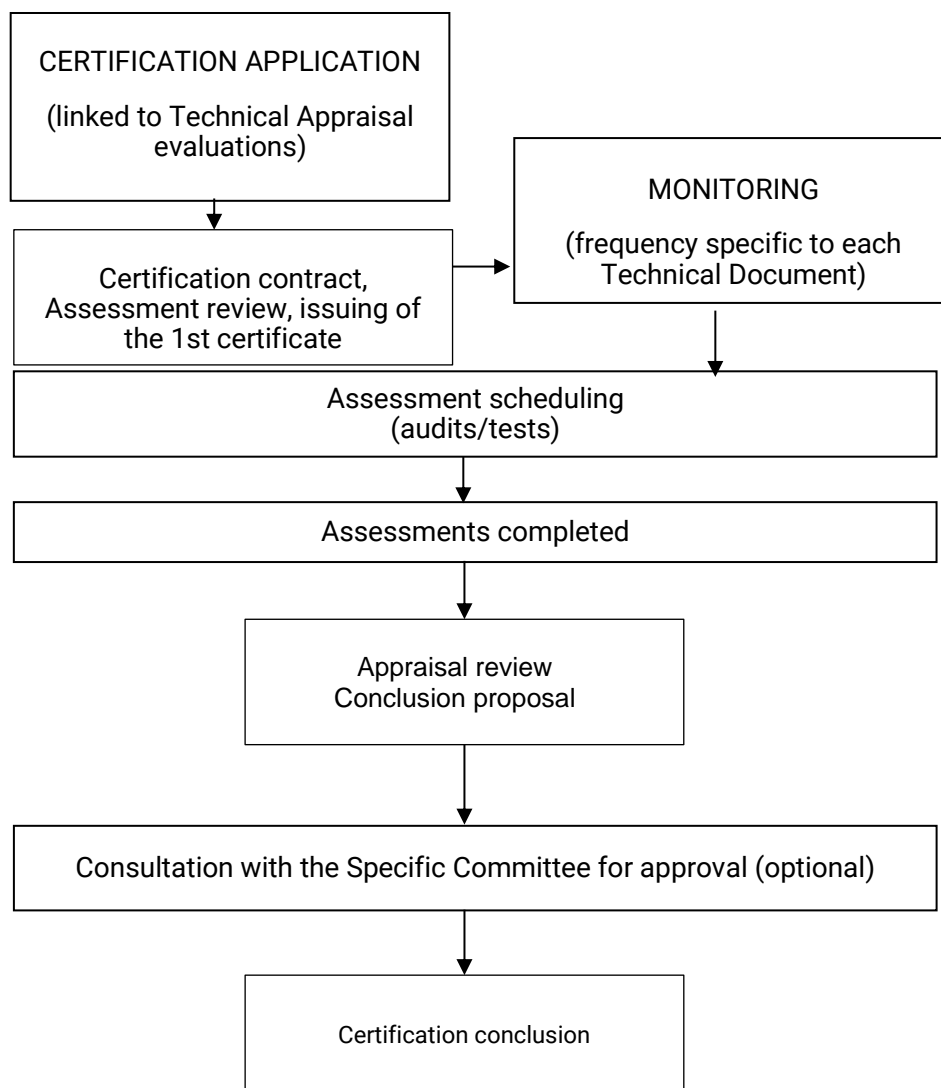 CERTIFICATION APPLICATION
(linked to Technical Appraisal
evaluations)
MONITORING
(frequency specific to each
Technical Document)
Certification contract,
Assessment review, issuing of
the 1st certificate
Assessment scheduling
(audits/tests)
Assessments completed
Appraisal review
Conclusion proposal
Consultation with the Specific Committee for approval (optional)
Certification conclusion